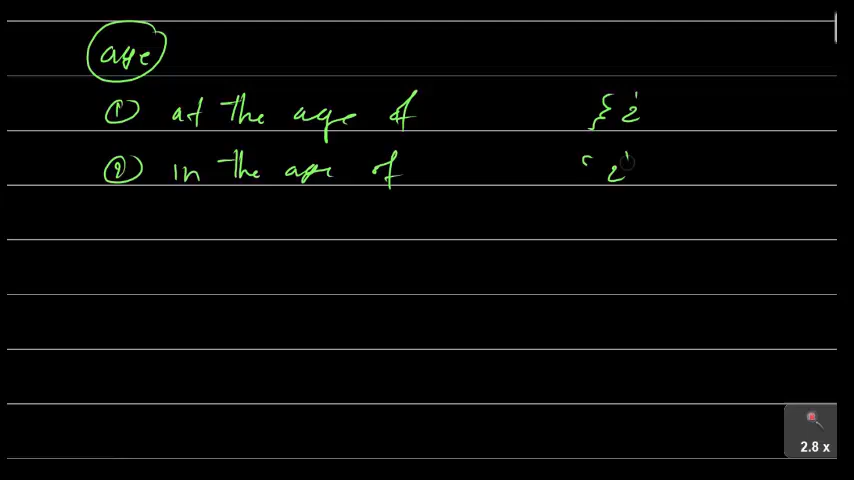 age
① at the age of
② in the age of
2.8 x